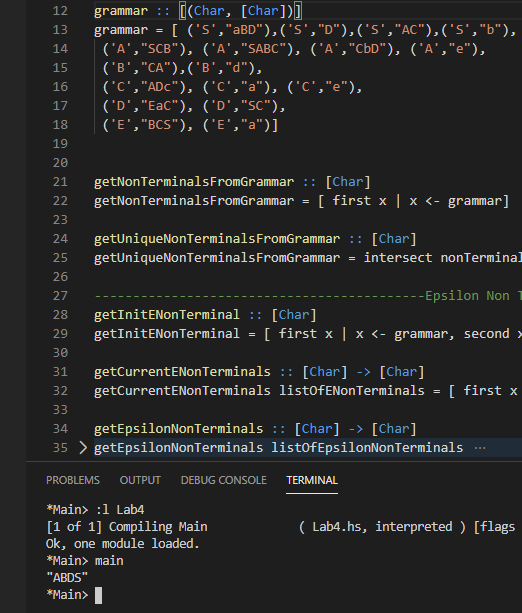 12 grammar :: [(Char, [Char])]
13 grammar = [ ('S',"aBD"),('S',"D"),('S',"AC"),('S',"b"),
14 ('A',"SCB"), ('A',"SABC"), ('A',"CbD"), ('A',"e"),
15 ('B',"CA"),('B',"d"),
16 ('C',"ADc"), ('C',"a"), ('C',"e"),
17 ('D',"EaC"), ('D',"SC"),
18 ('E',"BCS"), ('E',"a")]
19
20
21 getNonTerminalsFromGrammar :: [Char]
22 getNonTerminalsFromGrammar = [ first x | x <- grammar]
23
24 getUniqueNonTerminalsFromGrammar :: [Char]
25 getUniqueNonTerminalsFromGrammar = intersect nonTerminal
26
27 -----------------------------------------Epsilon Non T
28 getInitENonTerminal :: [Char]
29 getInitENonTerminal = [ first x | x <- grammar, second x
30
31 getCurrentENonTerminals :: [Char] -> [Char]
32 getCurrentENonTerminals listOfENonTerminals = [ first x
33
34 getEpsilonNonTerminals :: [Char] -> [Char]
35 > getEpsilonNonTerminals listOfEpsilonNonTerminals ...
PROBLEMS OUTPUT DEBUG CONSOLE TERMINAL
*Main> :l Lab4
[1 of 1] Compiling Main ( Lab4.hs, interpreted ) [flags
Ok, one module loaded.
*Main> main
"ABDS"
*Main>